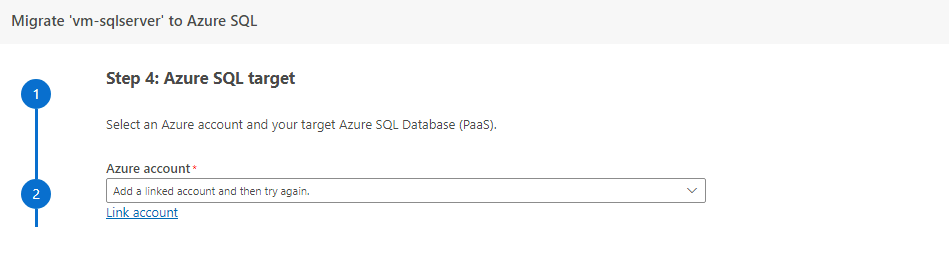 Migrate 'vm-sqlserver' to Azure SQL
Step 4: Azure SQL target
1
Select an Azure account and your target Azure SQL Database (PaaS).
Azure account*
2
Add a linked account and then try again.
Link account